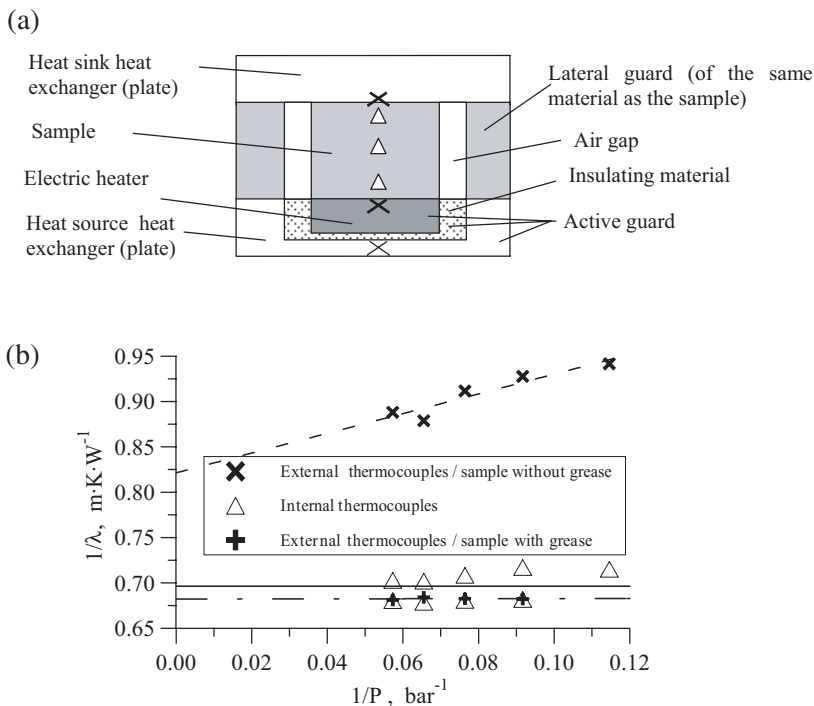 (a)
Heat sink heat
exchanger (plate)
Sample
Electric heater
Heat source heat
exchanger (plate)
Lateral guard (of the same
material as the sample)
Air gap
Insulating material
Active guard
(b)
1/λ, m·K·W⁻¹
0.95
0.90
0.85
0.80
0.75
0.70
0.65
External thermocouples / sample without grease
Internal thermocouples
External thermocouples / sample with grease
0.00 0.02 0.04 0.06 0.08 0.10 0.12
1/P , bar⁻¹